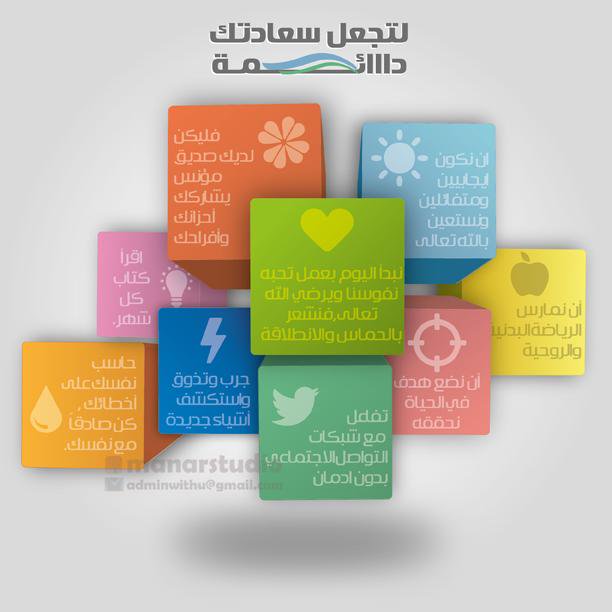 لتجعل سعادتك
دااائمة
فليكن
لديك صديق
مؤنس
يشاركك
أحزانك
وأفراحك
ان نكون
ايجابيين
ومتفائلين
ونستعين
بالله تعالى
نبدأ اليوم بعمل تحبه
نفوسنا ويرضي الله
تعالى،فنشعر
بالحماس والانطلاقة
اقرأ
كتاب
كل
شهر.
أن نمارس
الرياضة البدنية
والروحية
حاسب
نفسك على
أخطائك،
كن صادقاً
مع نفسك.
جرب وتذوق
واستكشف
أشياء جديدة
أن نضع هدف
في الحياة
نحققه
تفاعل
مع شبكات
التواصل الاجتماعي
بدون ادمان
manarstudio
adminwithu@gmail.com